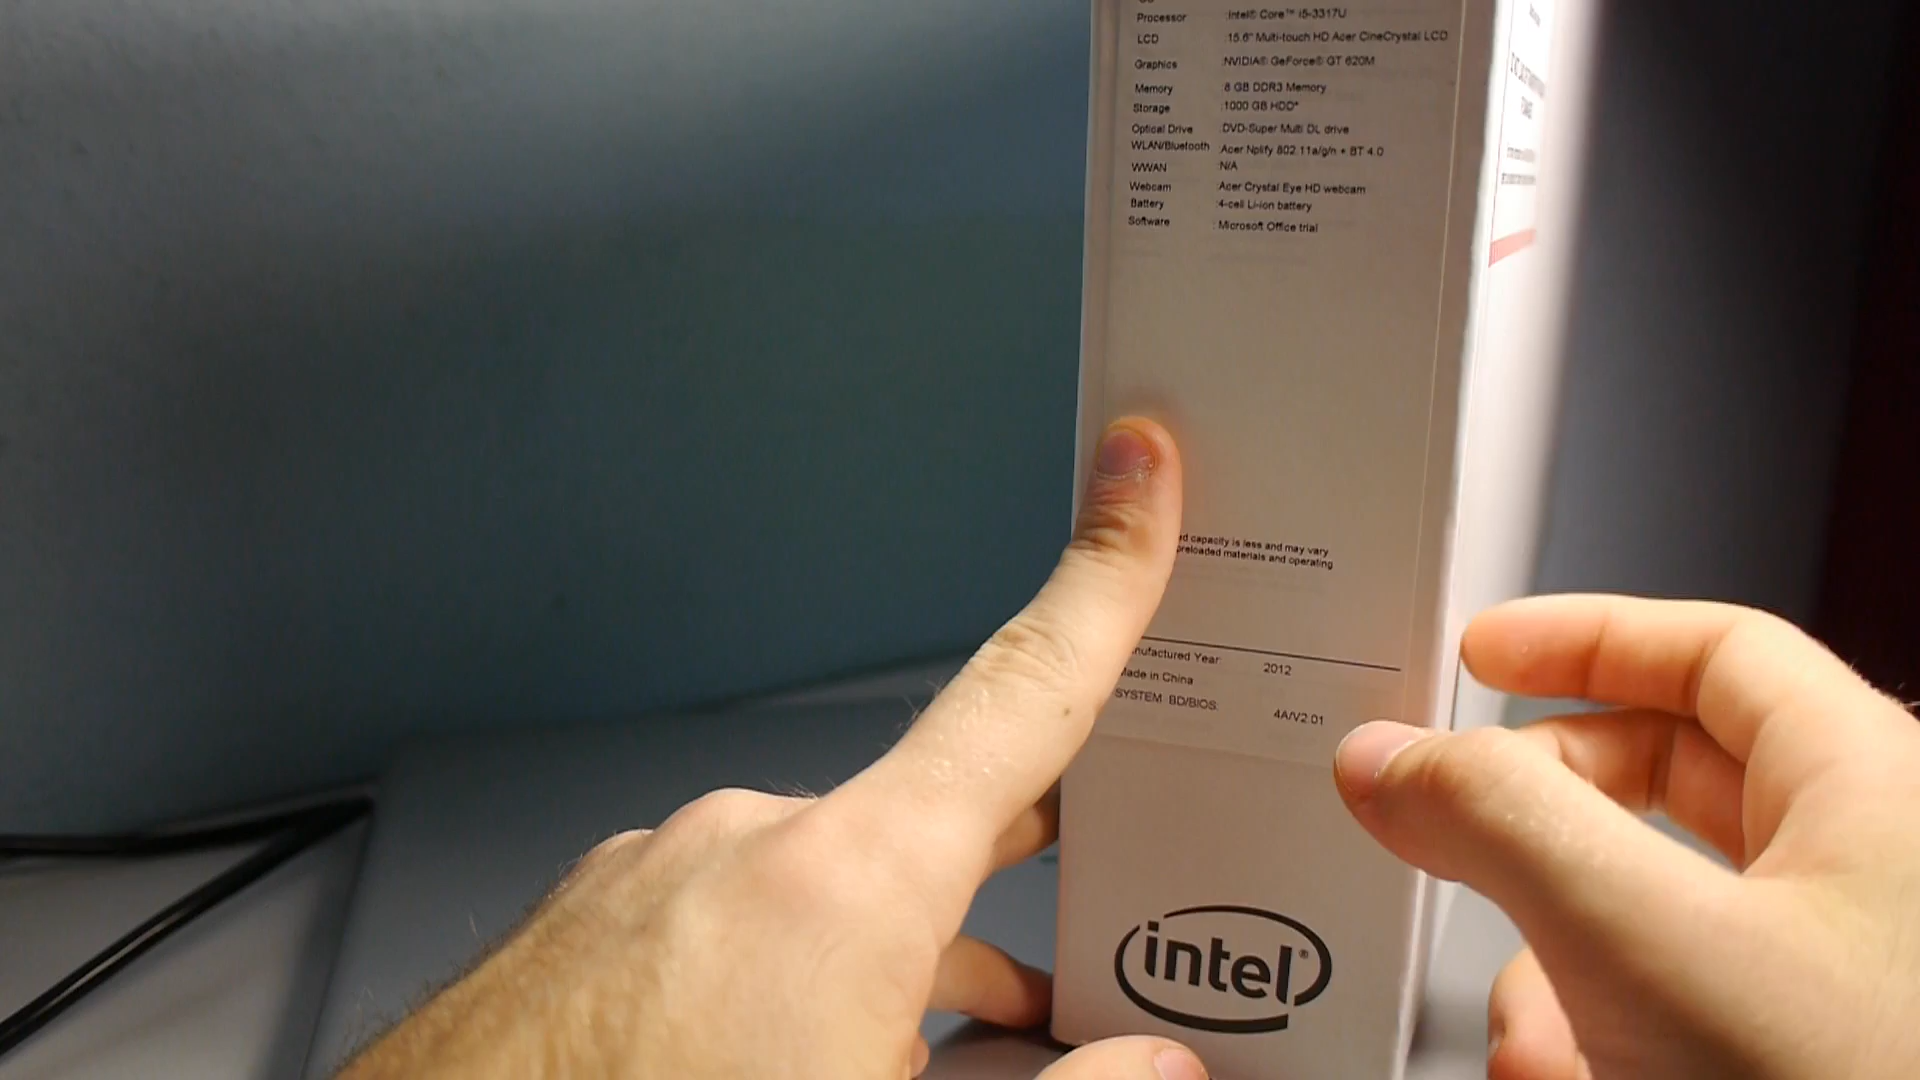 Processor :Intel® Core™ i5-3317U
LCD :15.6" Multi-touch HD Acer CineCrystal LCD
Graphics :NVIDIA® GeForce® GT 620M
Memory :8 GB DDR3 Memory
Storage :1000 GB HDD*
Optical Drive :DVD-Super Multi DL drive
WLAN/Bluetooth :Acer Nplify 802.11a/g/n + BT 4.0
WWAN :N/A
Webcam :Acer Crystal Eye HD webcam
Battery :4-cell Li-ion battery
Software : Microsoft Office trial
ed capacity is less and may vary
preloaded materials and operating
nufactured Year: 2012
Made in China
SYSTEM BD/BIOS: 4A/V2.01
intel®